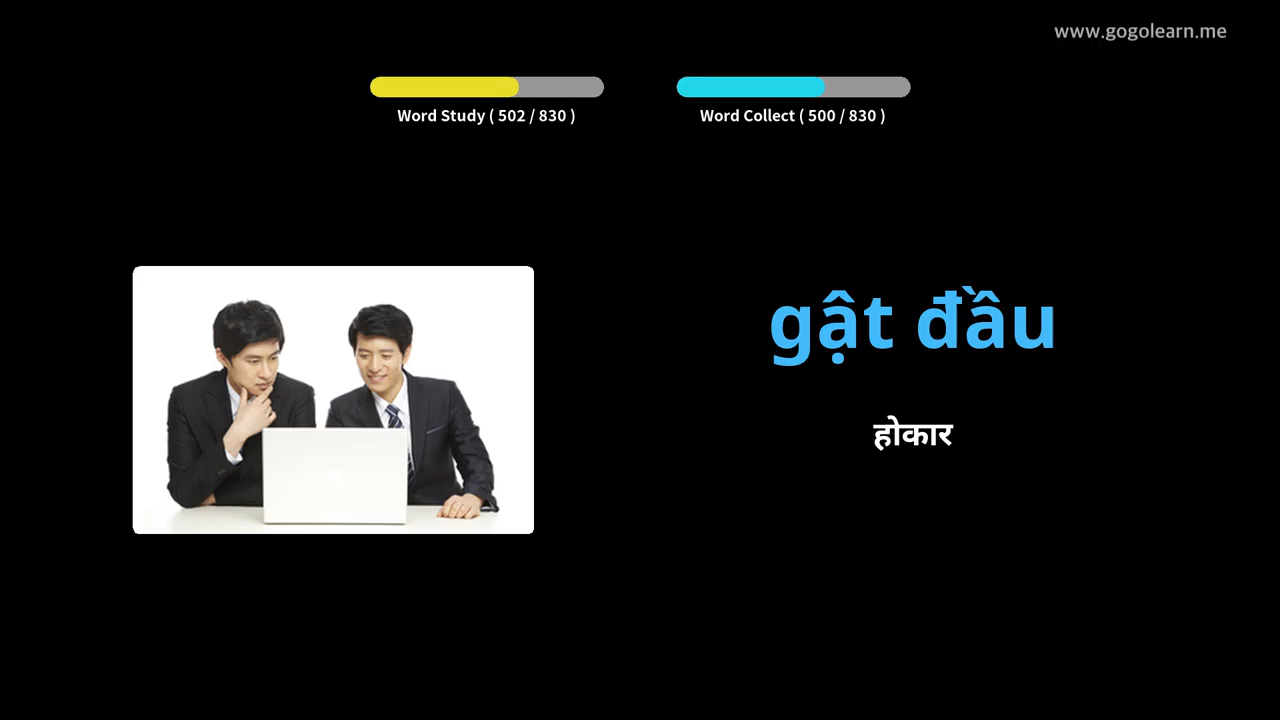 www.gogolearn.me
Word Study ( 502 / 830 )
Word Collect ( 500 / 830 )
gật đầu
होकार